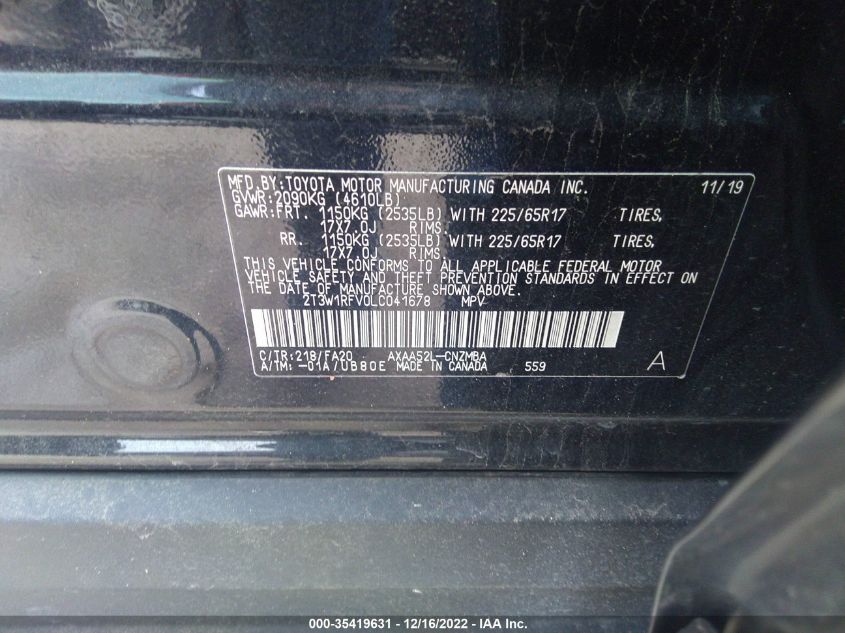 MFD.BY:TOYOTA MOTOR MANUFACTURING CANADA INC. 11/19
GVWR:2090KG (4610LB)
GAWR:FRT. 1150KG (2535LB) WITH 225/65R17 TIRES,
17X7.0J RIMS.
RR. 1150KG (2535LB) WITH 225/65R17 TIRES,
17X7.0J RIMS.
THIS VEHICLE CONFORMS TO ALL APPLICABLE FEDERAL MOTOR
VEHICLE SAFETY AND THEFT PREVENTION STANDARDS IN EFFECT ON
THE DATE OF MANUFACTURE SHOWN ABOVE.
2T3W1RFV0LC041678 MPV
C/TR:218/FA20 AXAA52L-CNZMBA
A/TM:-01A/UB80E MADE IN CANADA 559 A
000-35419631 - 12/16/2022 - IAA Inc.